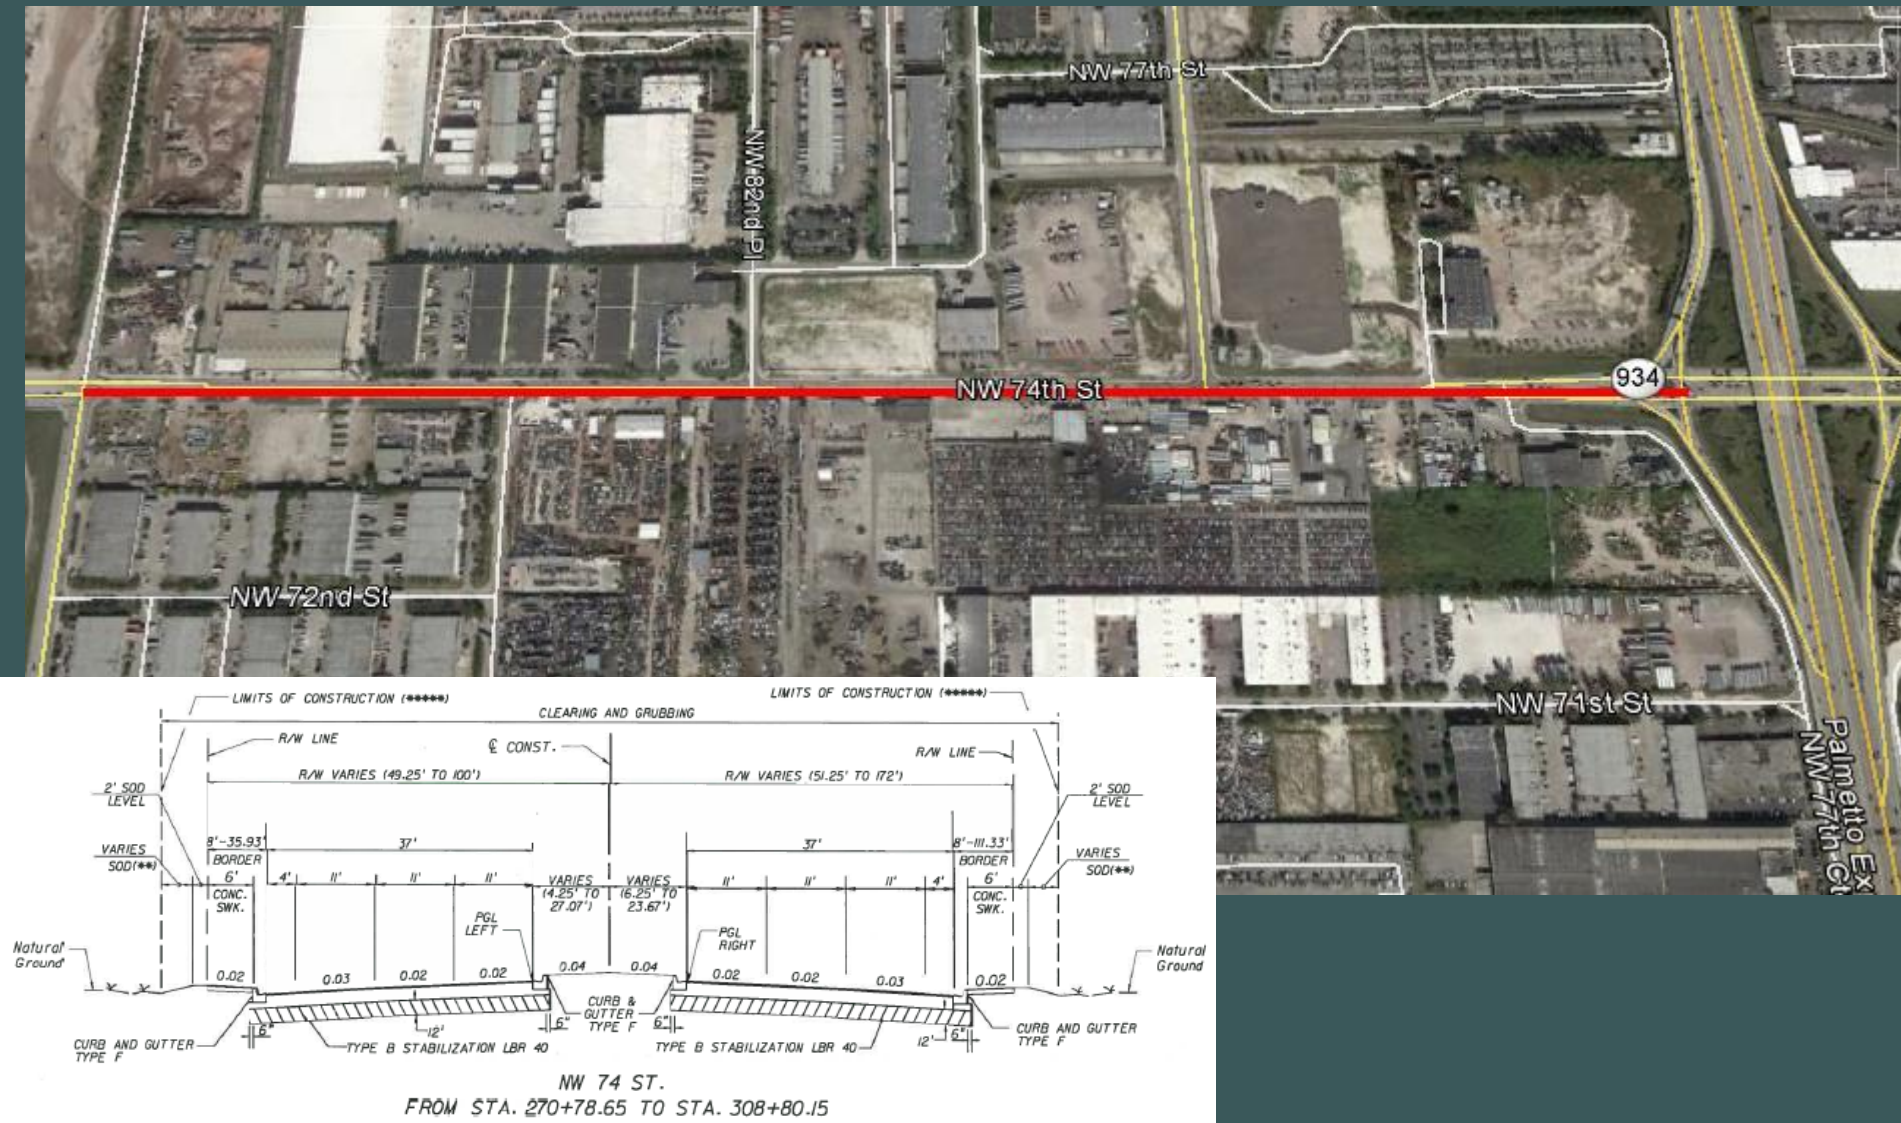 NW 77th St
NW 82nd Pl
934
NW 74th St
NW 72nd St
NW 71st St
Palmetto Ex
NW 77th Ct
LIMITS OF CONSTRUCTION (*****)
LIMITS OF CONSTRUCTION (*****)
CLEARING AND GRUBBING
R/W LINE
℄ CONST.
R/W LINE
R/W VARIES (49.25' TO 100')
R/W VARIES (51.25' TO 172')
2' SOD
LEVEL
2' SOD
LEVEL
8'-35.93'
37'
37'
8'-111.33'
VARIES
SOD(**)
BORDER
BORDER
VARIES
SOD(**)
6'
4'
11'
11'
11'
VARIES
(4.25' TO
27.07')
VARIES
(6.25' TO
23.67')
11'
11'
11'
4'
6'
CONC.
SWK.
CONC.
SWK.
PGL
LEFT
PGL
RIGHT
Natural
Ground
Natural
Ground
0.02
0.03
0.02
0.02
0.04
0.04
0.02
0.02
0.03
0.02
CURB &
GUTTER
TYPE F
6"
12'
6"
6"
12'
6"
CURB AND GUTTER
TYPE F
TYPE B STABILIZATION LBR 40
TYPE B STABILIZATION LBR 40
CURB AND GUTTER
TYPE F
NW 74 ST.
FROM STA. 270+78.65 TO STA. 308+80.15